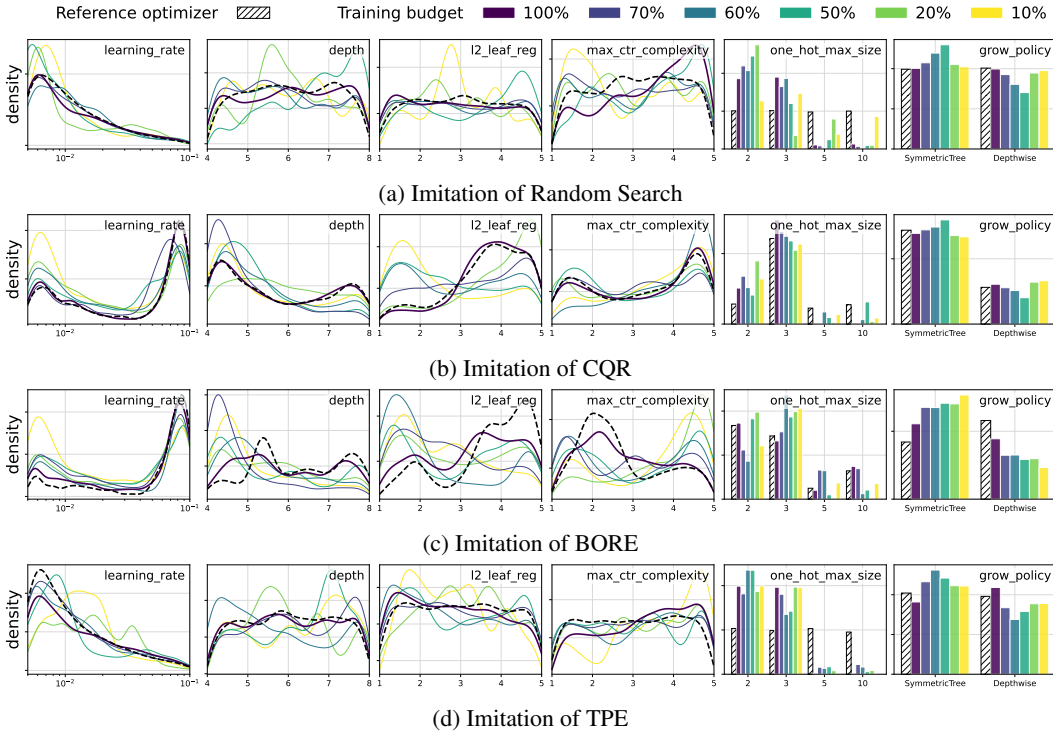 Reference optimizer Training budget 100% 70% 60% 50% 20% 10%
density learning_rate depth l2_leaf_reg max_ctr_complexity one_hot_max_size grow_policy
10⁻² 10⁻¹ 4 5 6 7 8 1 2 3 4 5 1 2 3 4 5 2 3 5 10 SymmetricTree Depthwise
(a) Imitation of Random Search
density learning_rate depth l2_leaf_reg max_ctr_complexity one_hot_max_size grow_policy
10⁻² 10⁻¹ 4 5 6 7 8 1 2 3 4 5 1 2 3 4 5 2 3 5 10 SymmetricTree Depthwise
(b) Imitation of CQR
density learning_rate depth l2_leaf_reg max_ctr_complexity one_hot_max_size grow_policy
10⁻² 10⁻¹ 4 5 6 7 8 1 2 3 4 5 1 2 3 4 5 2 3 5 10 SymmetricTree Depthwise
(c) Imitation of BORE
density learning_rate depth l2_leaf_reg max_ctr_complexity one_hot_max_size grow_policy
10⁻² 10⁻¹ 4 5 6 7 8 1 2 3 4 5 1 2 3 4 5 2 3 5 10 SymmetricTree Depthwise
(d) Imitation of TPE